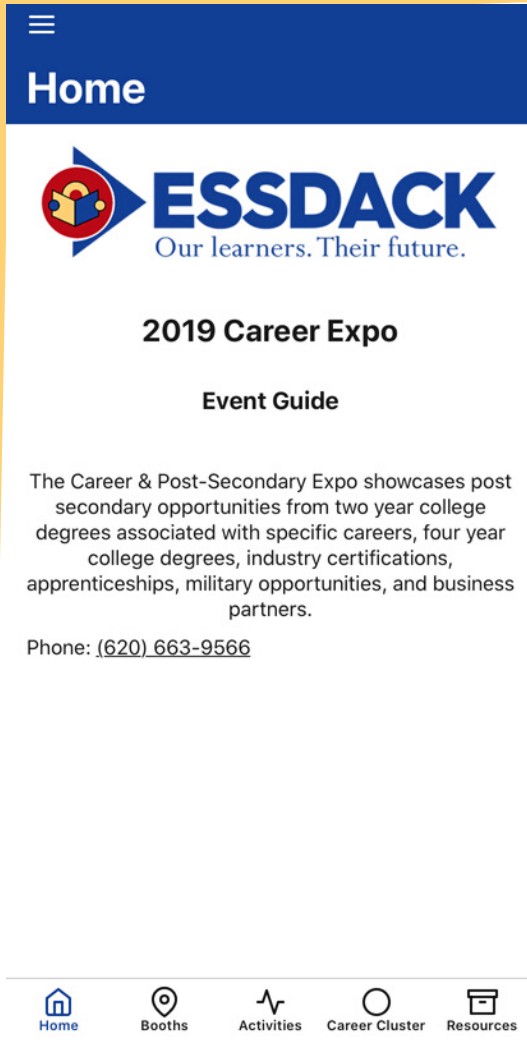 Home
ESSDACK
Our learners. Their future.
2019 Career Expo
Event Guide
The Career & Post-Secondary Expo showcases post
secondary opportunities from two year college
degrees associated with specific careers, four year
college degrees, industry certifications,
apprenticeships, military opportunities, and business
partners.
Phone: (620) 663-9566
Home Booths Activities Career Cluster Resources